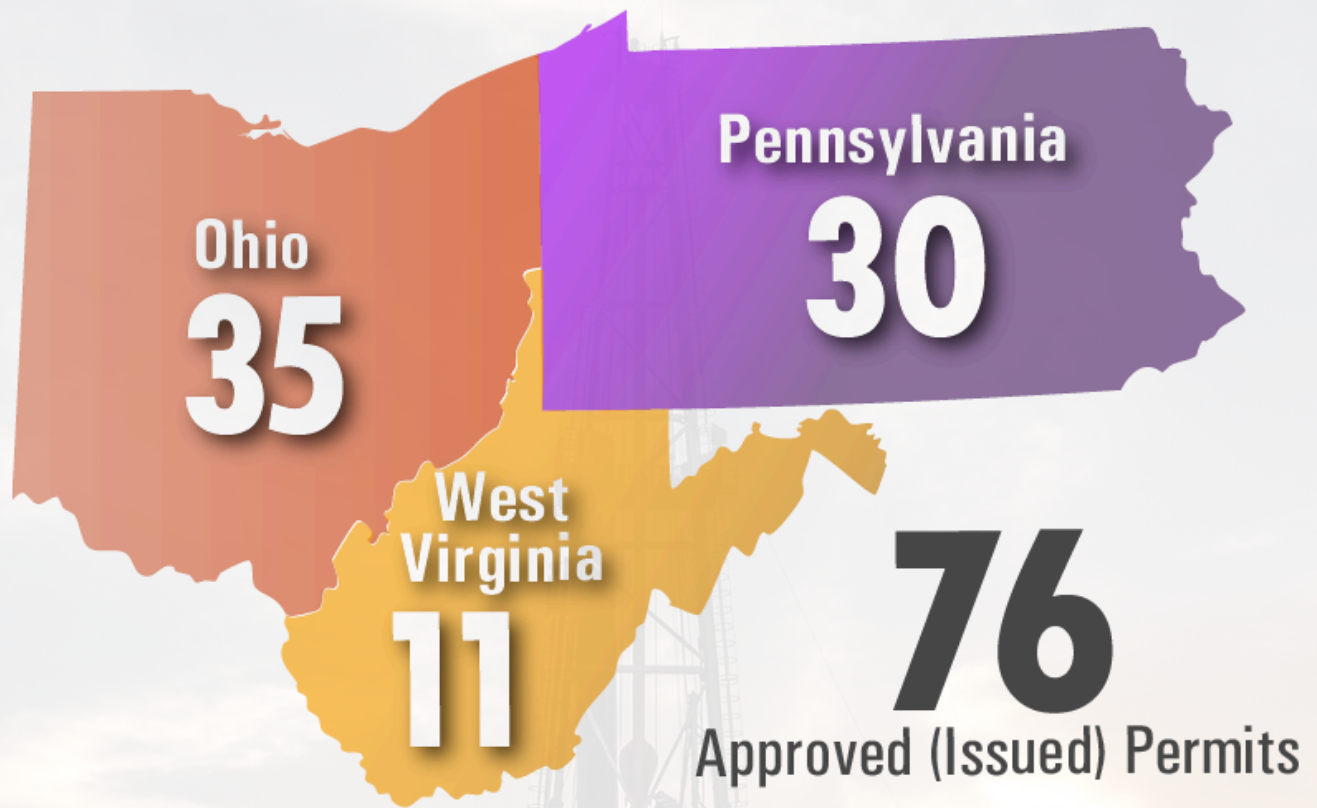 Pennsylvania
30
Ohio
35
West
Virginia
11
76
Approved (Issued) Permits